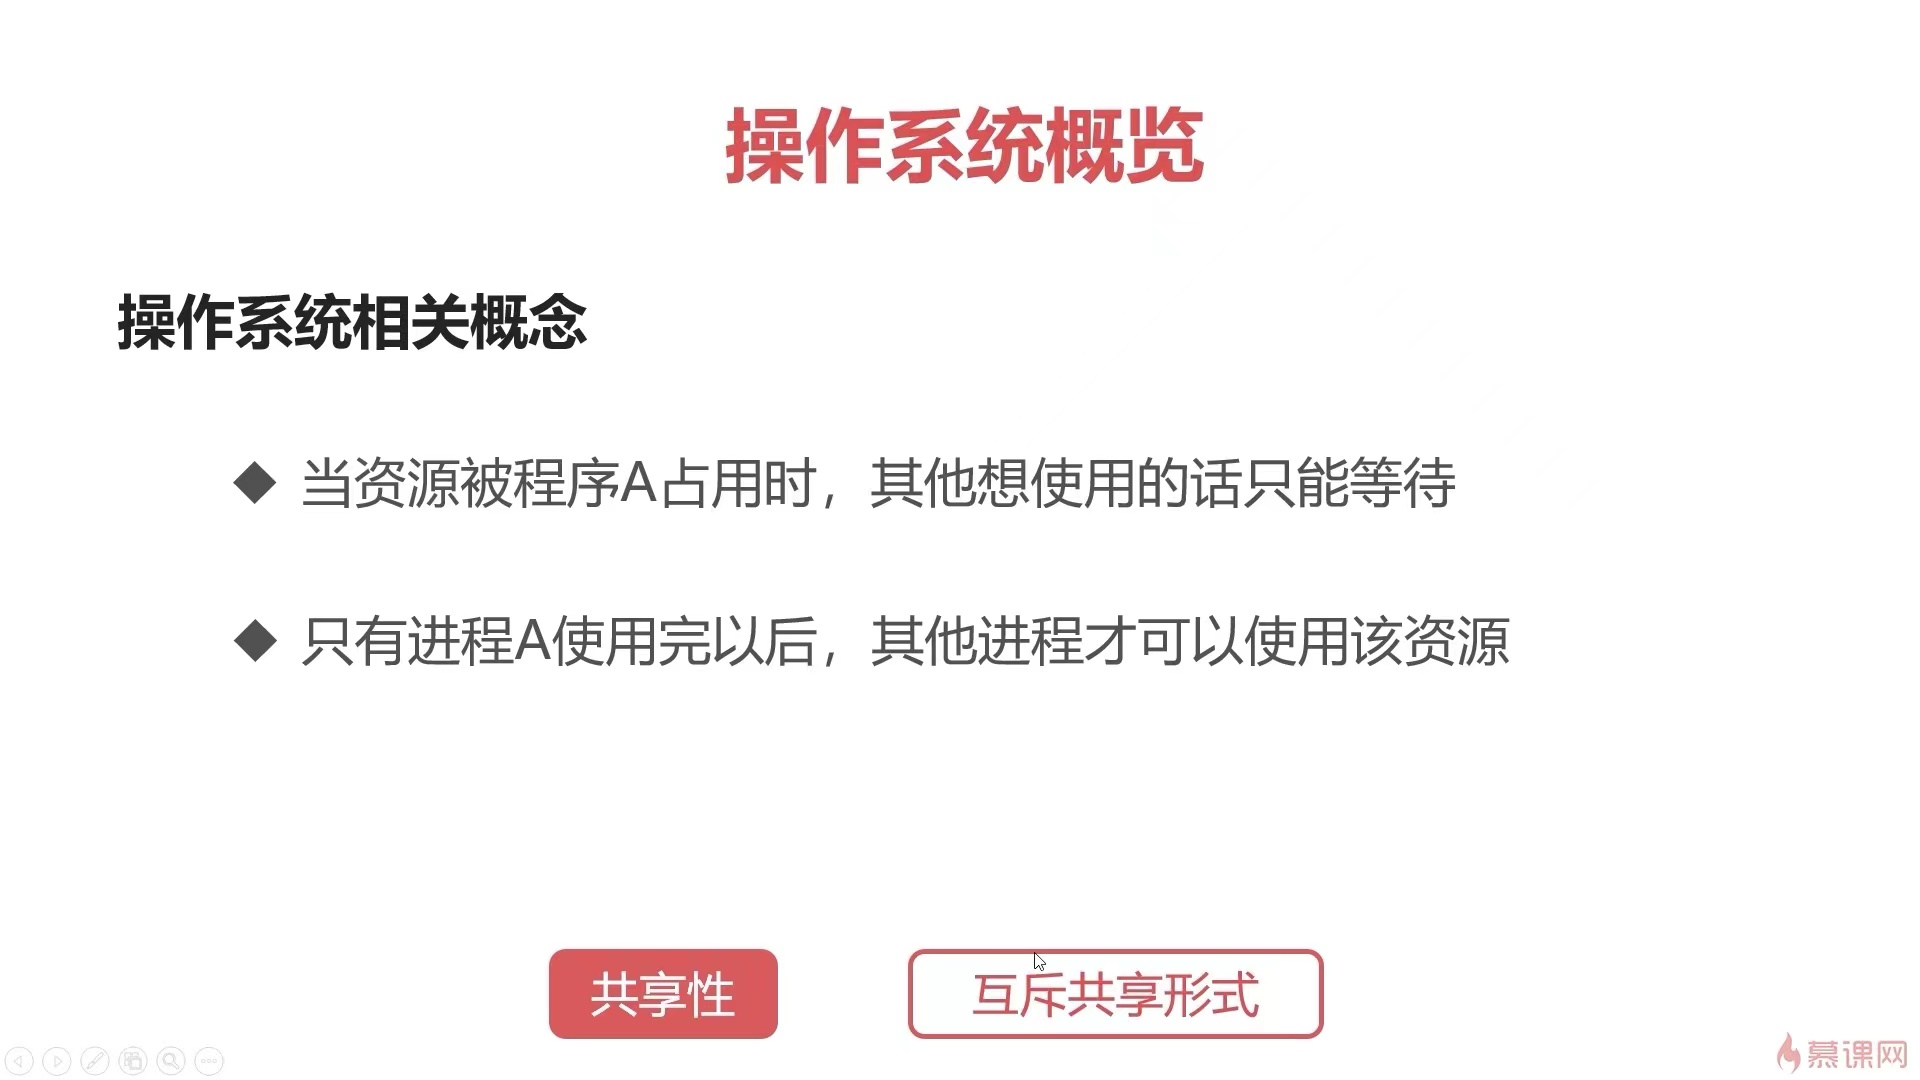 操作系统概览
操作系统相关概念
◆ 当资源被程序A占用时，其他想使用的话只能等待
◆ 只有进程A使用完以后，其他进程才可以使用该资源
共享性
互斥共享形式
慕课网